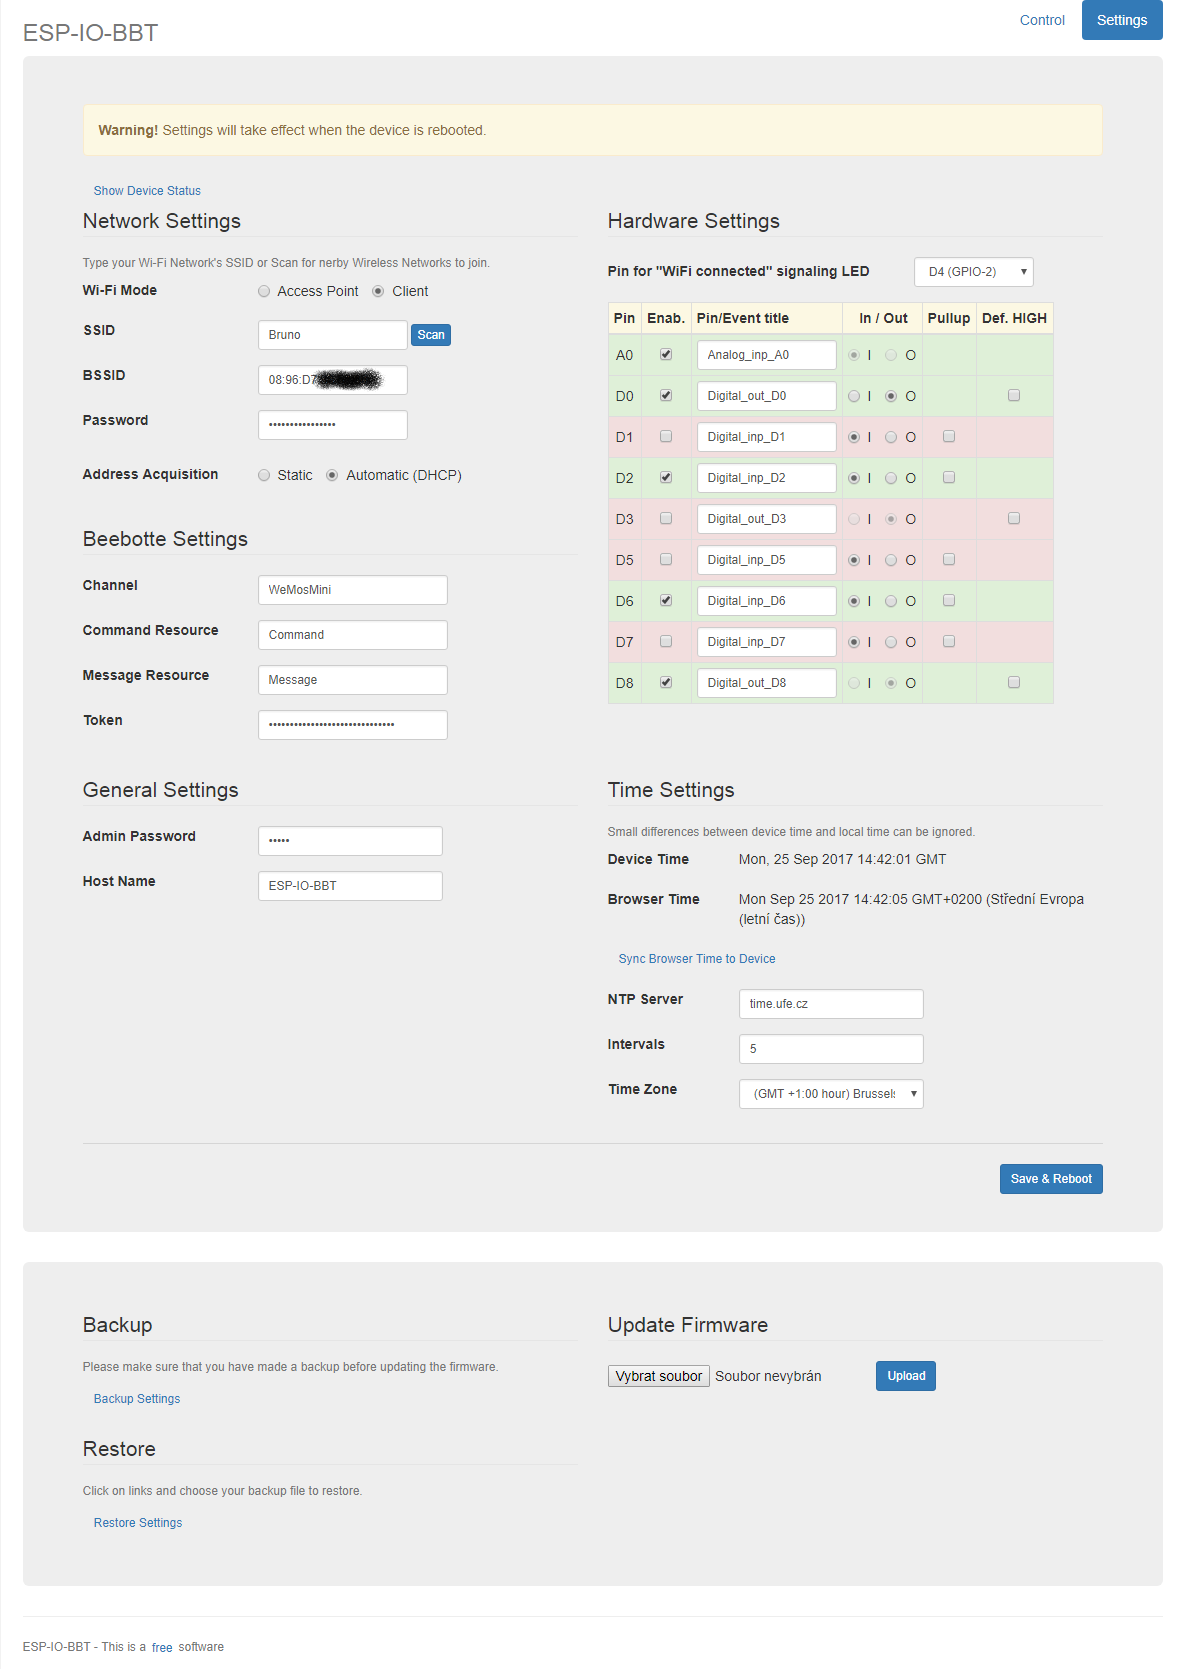 ESP-IO-BBT
Control Settings
Warning! Settings will take effect when the device is rebooted.
Show Device Status
Network Settings
Type your Wi-Fi Network's SSID or Scan for nerby Wireless Networks to join.
Wi-Fi Mode Access Point Client
SSID Bruno Scan
BSSID 08:96:D7
Password ••••••••••••••••
Address Acquisition Static Automatic (DHCP)
Beebotte Settings
Channel WeMosMini
Command Resource Command
Message Resource Message
Token ••••••••••••••••••••••••••••••
General Settings
Admin Password •••••
Host Name ESP-IO-BBT
Hardware Settings
Pin for "WiFi connected" signaling LED D4 (GPIO-2)
Pin Enab. Pin/Event title In / Out Pullup Def. HIGH
A0 Analog_inp_A0 I O
D0 Digital_out_D0 I O
D1 Digital_inp_D1 I O
D2 Digital_inp_D2 I O
D3 Digital_out_D3 I O
D5 Digital_inp_D5 I O
D6 Digital_inp_D6 I O
D7 Digital_inp_D7 I O
D8 Digital_out_D8 I O
Time Settings
Small differences between device time and local time can be ignored.
Device Time Mon, 25 Sep 2017 14:42:01 GMT
Browser Time Mon Sep 25 2017 14:42:05 GMT+0200 (Střední Evropa
(letní čas))
Sync Browser Time to Device
NTP Server time.ufe.cz
Intervals 5
Time Zone (GMT +1:00 hour) Brussels
Save & Reboot
Backup
Please make sure that you have made a backup before updating the firmware.
Backup Settings
Restore
Click on links and choose your backup file to restore.
Restore Settings
Update Firmware
Vybrat soubor Soubor nevybrán Upload
ESP-IO-BBT - This is a free software